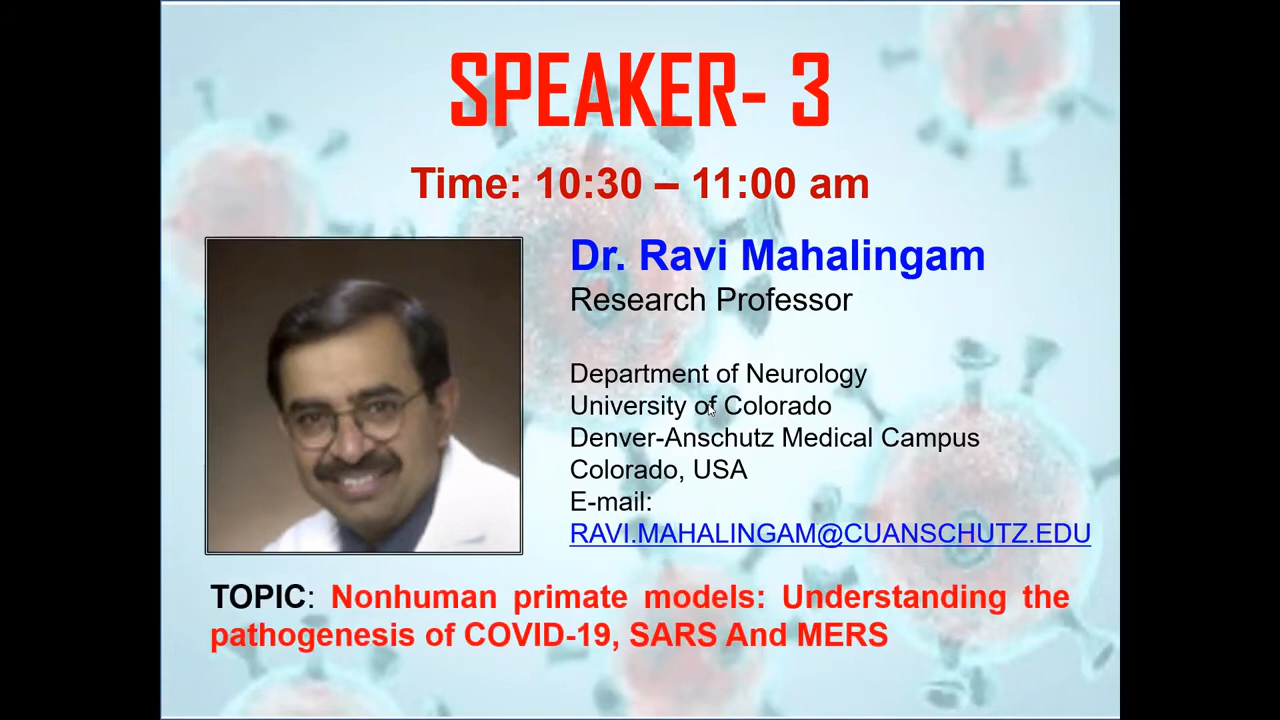 SPEAKER- 3
Time: 10:30 – 11:00 am
Dr. Ravi Mahalingam
Research Professor
Department of Neurology
University of Colorado
Denver-Anschutz Medical Campus
Colorado, USA
E-mail:
RAVI.MAHALINGAM@CUANSCHUTZ.EDU
TOPIC: Nonhuman primate models: Understanding the
pathogenesis of COVID-19, SARS And MERS